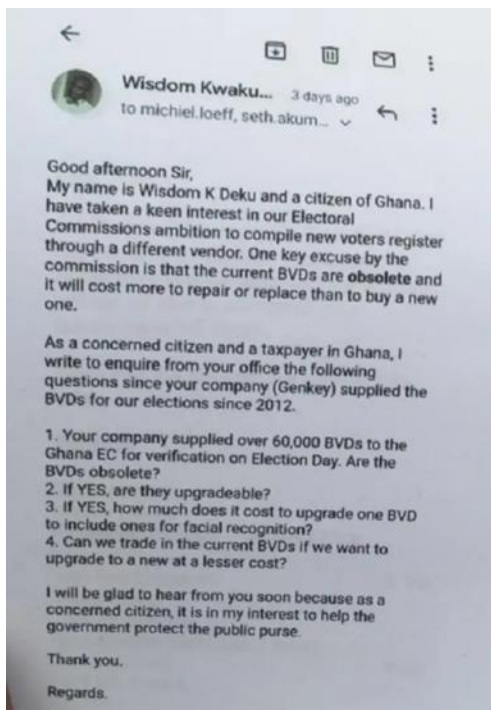 Wisdom Kwaku... 3 days ago
to michiel.loeff, seth.akum...
Good afternoon Sir,
My name is Wisdom K Deku and a citizen of Ghana. I
have taken a keen interest in our Electoral
Commissions ambition to compile new voters register
through a different vendor. One key excuse by the
commission is that the current BVDs are obsolete and
it will cost more to repair or replace than to buy a new
one.
As a concerned citizen and a taxpayer in Ghana, I
write to enquire from your office the following
questions since your company (Genkey) supplied the
BVDs for our elections since 2012.
1. Your company supplied over 60,000 BVDs to the
Ghana EC for verification on Election Day. Are the
BVDs obsolete?
2. If YES, are they upgradeable?
3. If YES, how much does it cost to upgrade one BVD
to include ones for facial recognition?
4. Can we trade in the current BVDs if we want to
upgrade to a new at a lesser cost?
I will be glad to hear from you soon because as a
concerned citizen, it is in my interest to help the
government protect the public purse.
Thank you.
Regards.